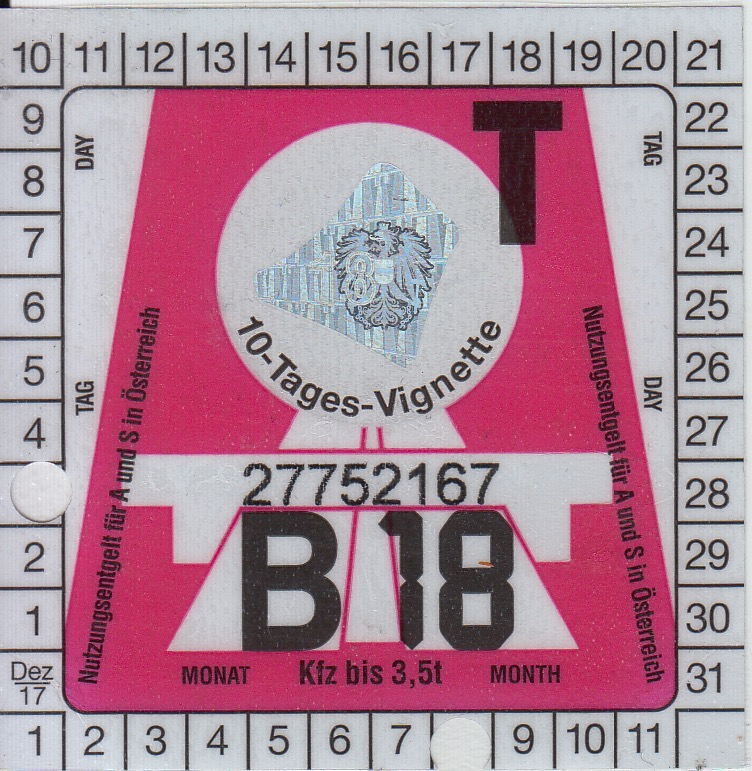 10 11 12 13 14 15 16 17 18 19 20 21
9 22
8 23
7 24
6 25
5 26
4 27
28
2 29
1 30
Dez 17 31
1 2 3 4 5 6 7 9 10 11
DAY
TAG
T
18
10-Tages-Vignette
TAG
DAY
Nutzungsentgelt für A und S in Österreich
Nutzungsentgelt für A und S in Österreich
27752167
B 18
MONAT Kfz bis 3,5t MONTH